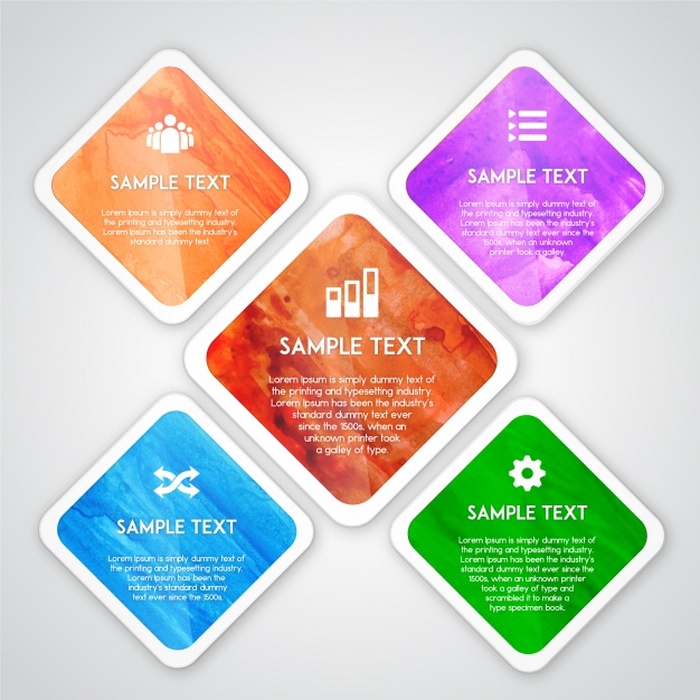 SAMPLE TEXT
Lorem Ipsum is simply dummy text of
the printing and typesetting industry.
Lorem Ipsum has been the industry's
standard dummy text
SAMPLE TEXT
Lorem Ipsum is simply dummy text of
the printing and typesetting industry.
Lorem Ipsum has been the industry's
standard dummy text ever since the
1500s, when an unknown
printer took a galley.
SAMPLE TEXT
Lorem Ipsum is simply dummy text of
the printing and typesetting industry.
Lorem Ipsum has been the industry's
standard dummy text ever
since the 1500s, when an
unknown printer took
a galley of type.
SAMPLE TEXT
Lorem Ipsum is simply dummy text of
the printing and typesetting industry.
Lorem Ipsum has been the
industry's standard dummy
text ever since the 1500s.
SAMPLE TEXT
Lorem Ipsum is simply dummy text of
the printing and typesetting industry.
Lorem Ipsum has been the industry's
standard dummy text ever since the
1500s, when an unknown printer
took a galley of type and
scrambled it to make a
type specimen book.